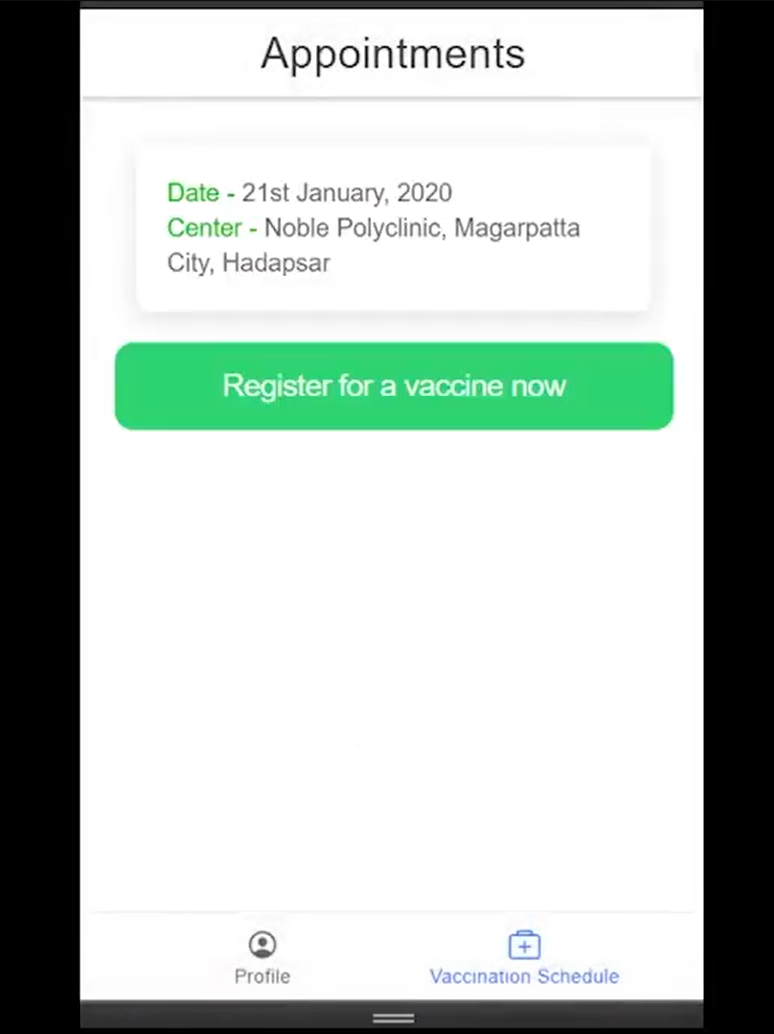 Appointments
Date - 21st January, 2020
Center - Noble Polyclinic, Magarpatta
City, Hadapsar
Register for a vaccine now
Profile
Vaccination Schedule